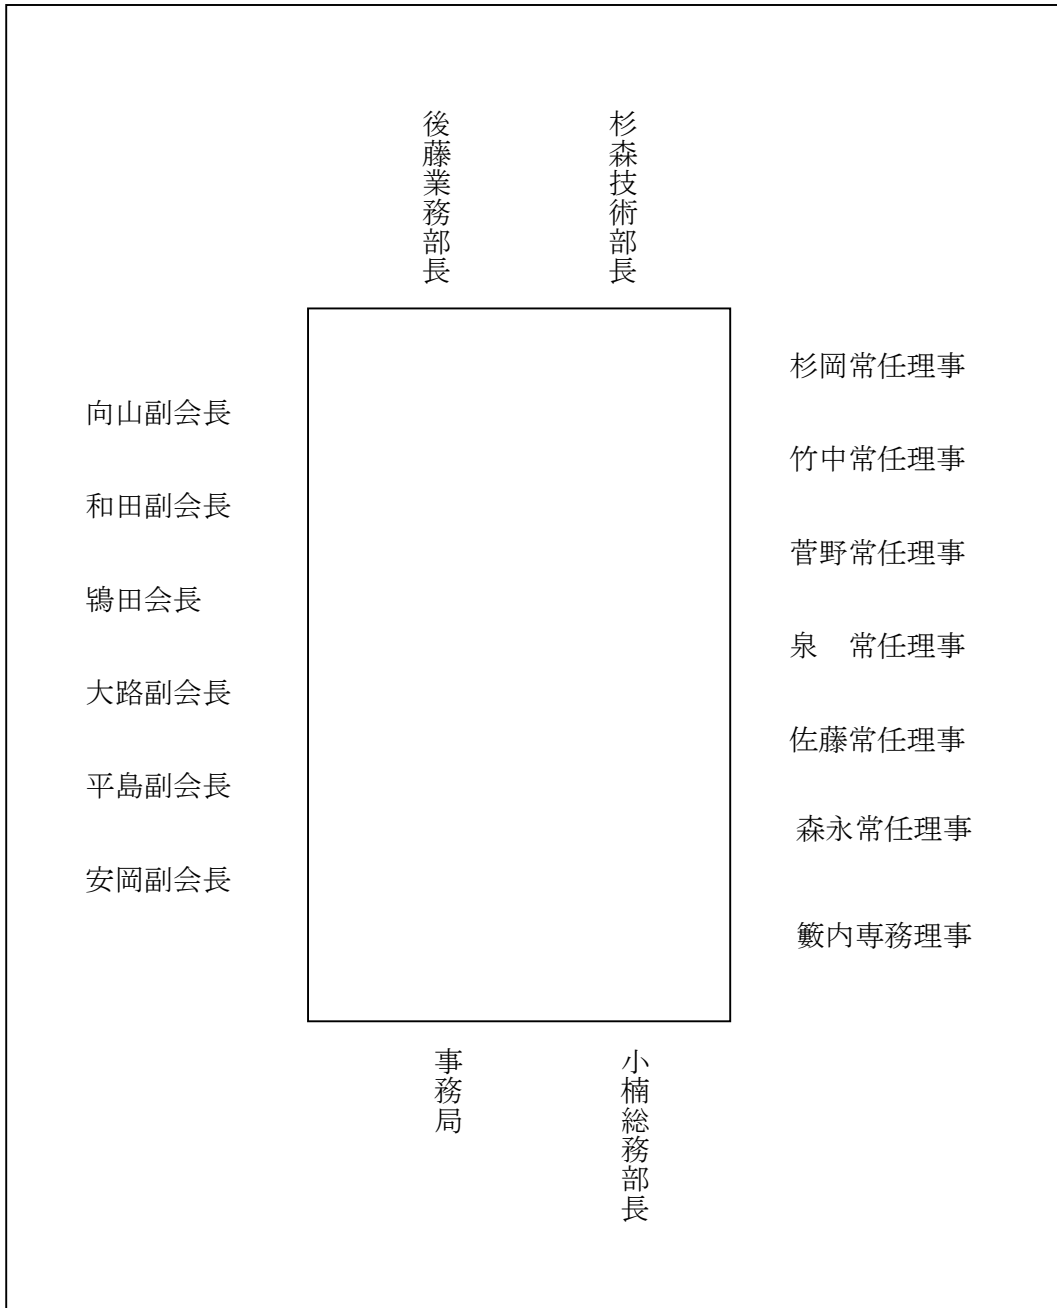 後藤業務部長
杉森技術部長
向山副会長
和田副会長
鴇田会長
大路副会長
平島副会長
安岡副会長
杉岡常任理事
竹中常任理事
菅野常任理事
泉　常任理事
佐藤常任理事
森永常任理事
籔内専務理事
事務局
小楠総務部長